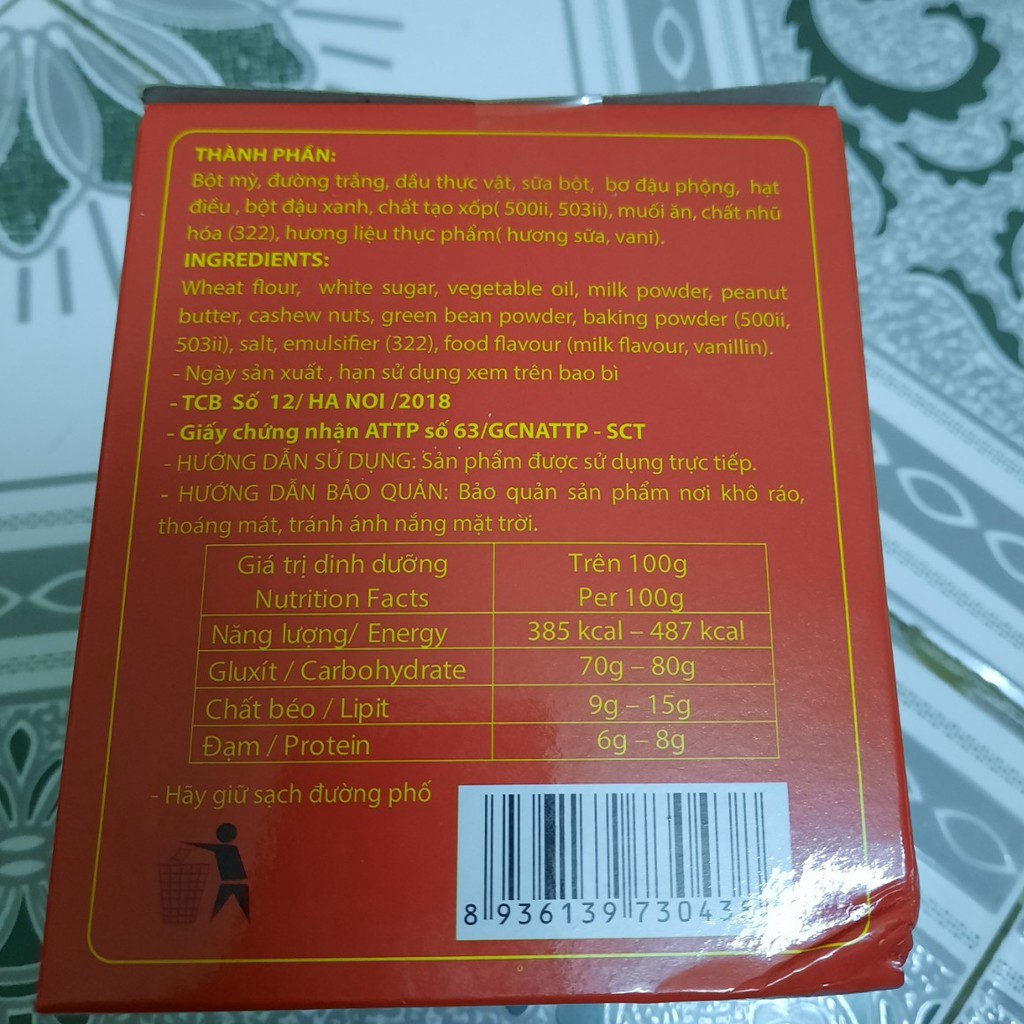 THÀNH PHẦN:
Bột mỳ, đường trắng, dầu thực vật, sữa bột, bơ đậu phộng, hạt
điều , bột đậu xanh, chất tạo xốp( 500ii, 503ii), muối ăn, chất nhũ
hóa (322), hương liệu thực phẩm( hương sữa, vani).
INGREDIENTS:
Wheat flour, white sugar, vegetable oil, milk powder, peanut
butter, cashew nuts, green bean powder, baking powder (500ii,
503ii), salt, emulsifier (322), food flavour (milk flavour, vanillin).
- Ngày sản xuất , hạn sử dụng xem trên bao bì
- TCB Số 12/ HA NOI /2018
- Giấy chứng nhận ATTP số 63/GCNATTP - SCT
- HƯỚNG DẪN SỬ DỤNG: Sản phẩm được sử dụng trực tiếp.
- HƯỚNG DẪN BẢO QUẢN: Bảo quản sản phẩm nơi khô ráo,
thoáng mát, tránh ánh nắng mặt trời.
Giá trị dinh dưỡng Trên 100g
Nutrition Facts Per 100g
Năng lượng/ Energy 385 kcal – 487 kcal
Gluxít / Carbohydrate 70g – 80g
Chất béo / Lipit 9g – 15g
Đạm / Protein 6g – 8g
- Hãy giữ sạch đường phố
8 936139